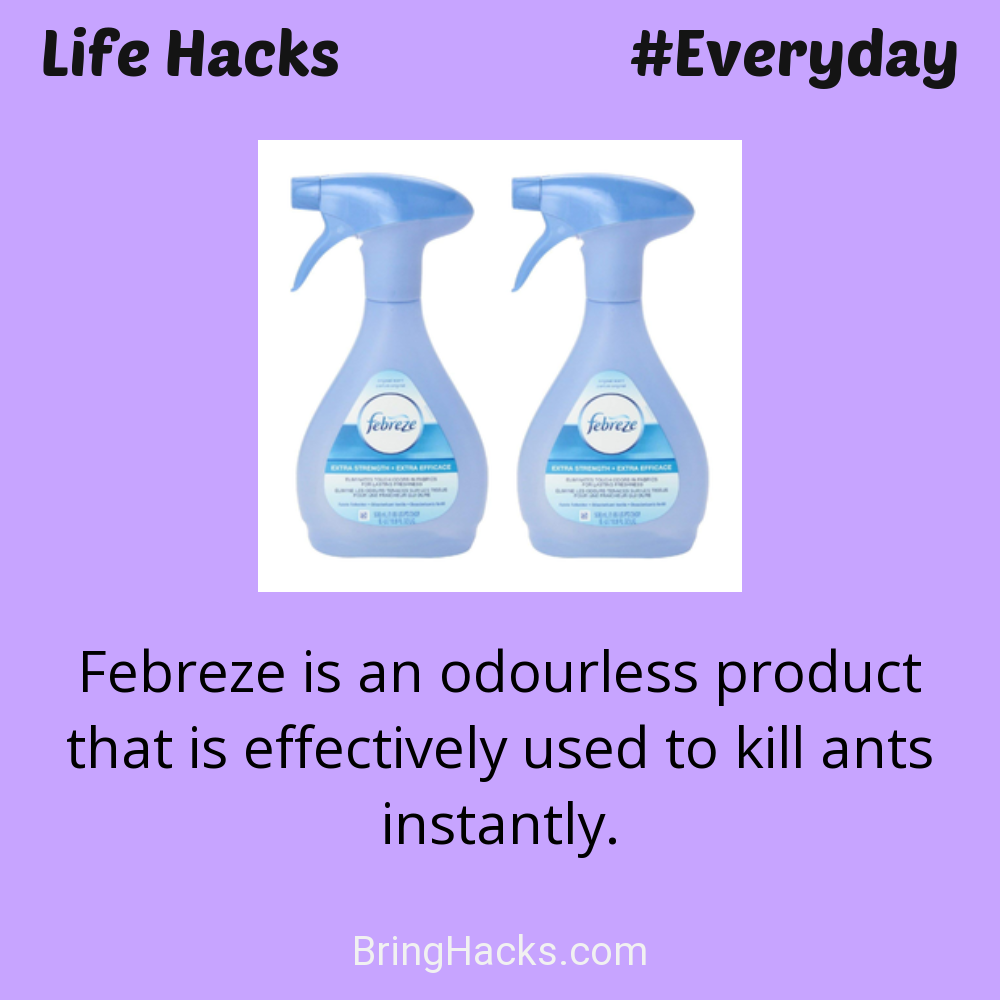 Life Hacks #Everyday
febreze febreze
EXTRA STRENGTH • EXTRA EFFICACE EXTRA STRENGTH • EXTRA EFFICACE
Febreze is an odourless product
that is effectively used to kill ants
instantly.
BringHacks.com